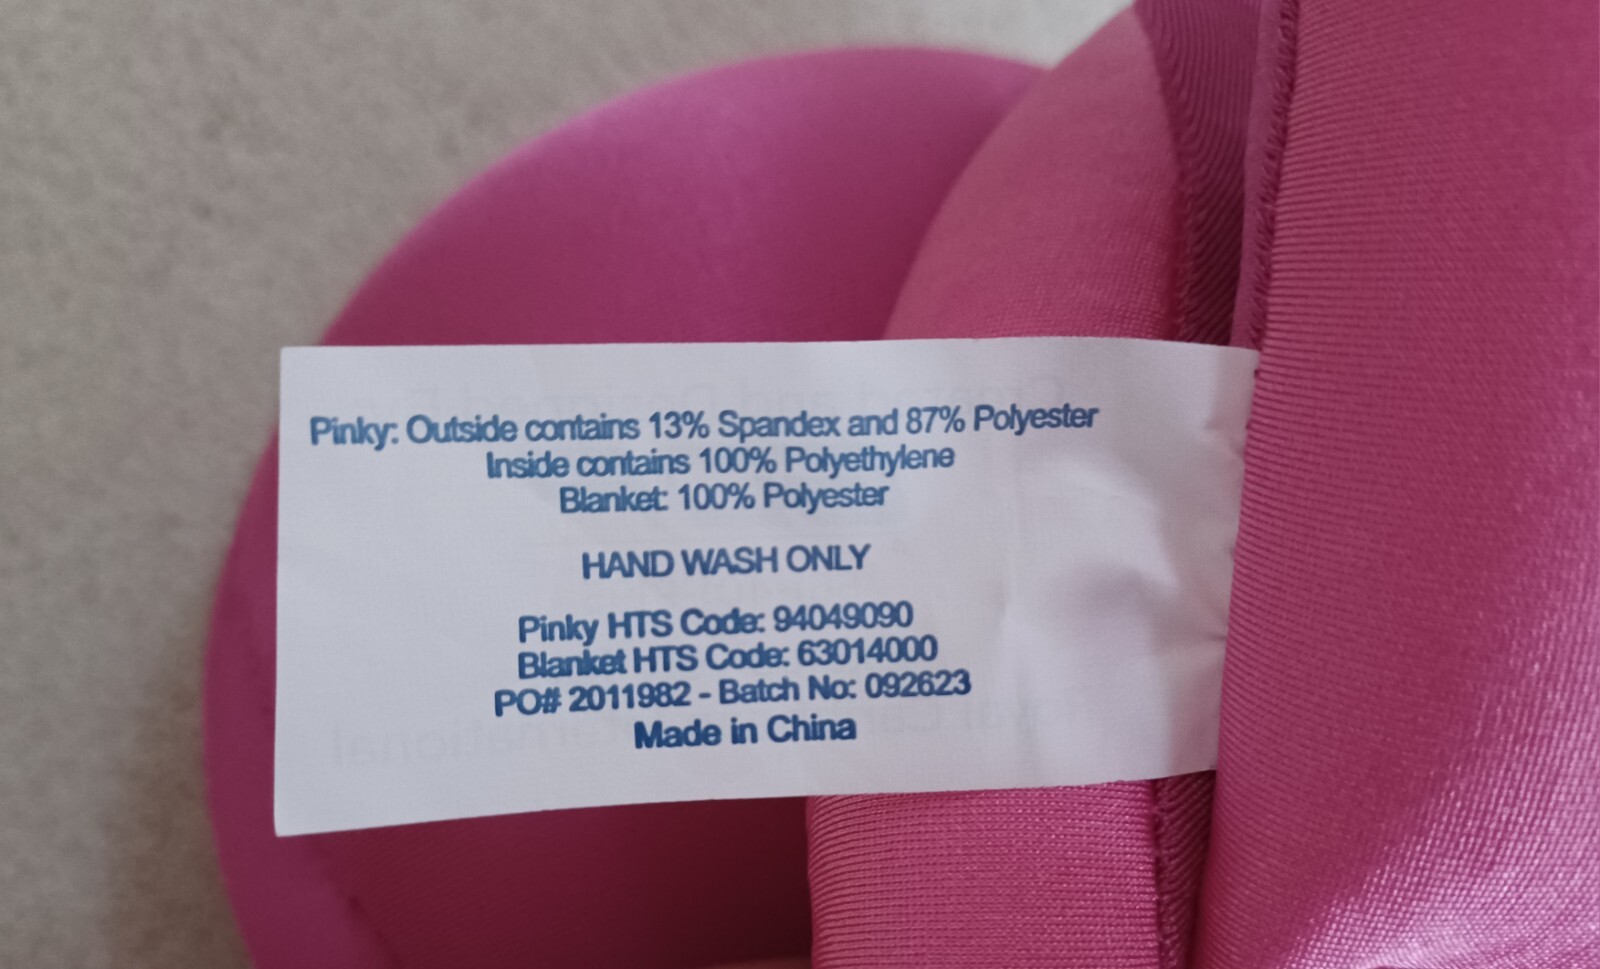 Pinky: Outside contains 13% Spandex and 87% Polyester
Inside contains 100% Polyethylene
Blanket: 100% Polyester
HAND WASH ONLY
Pinky HTS Code: 94049090
Blanket HTS Code: 63014000
PO# 2011982 - Batch No: 092623
Made in China